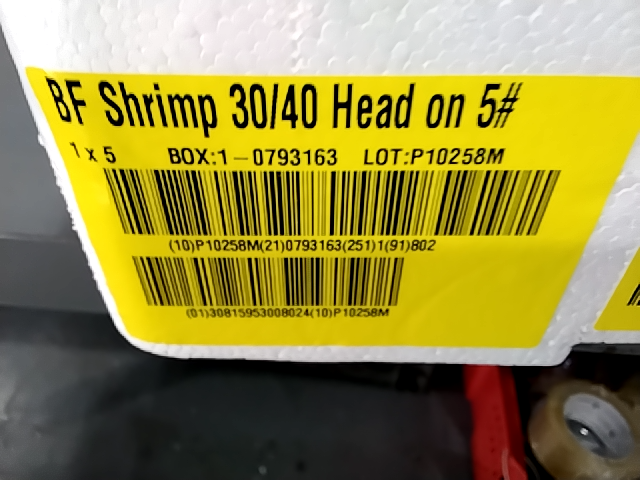 BF Shrimp 30/40 Head on 5#
1 x 5 BOX:1-0793163 LOT:P10258M
(10)P10258M(21)0793163(251)1(91)802
(01)30815953008024(10)P10258M